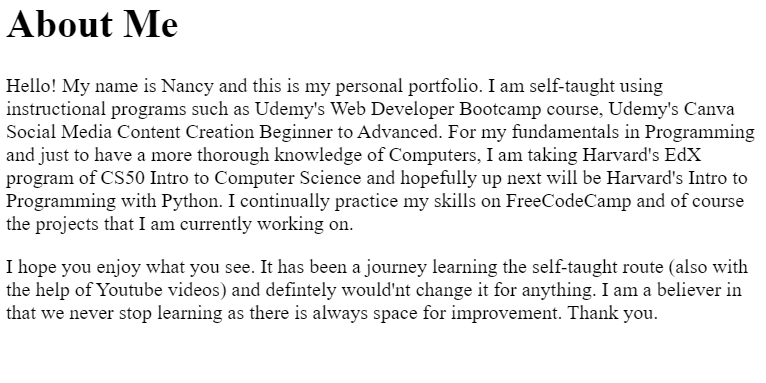 About Me
Hello! My name is Nancy and this is my personal portfolio. I am self-taught using
instructional programs such as Udemy's Web Developer Bootcamp course, Udemy's Canva
Social Media Content Creation Beginner to Advanced. For my fundamentals in Programming
and just to have a more thorough knowledge of Computers, I am taking Harvard's EdX
program of CS50 Intro to Computer Science and hopefully up next will be Harvard's Intro to
Programming with Python. I continually practice my skills on FreeCodeCamp and of course
the projects that I am currently working on.
I hope you enjoy what you see. It has been a journey learning the self-taught route (also with
the help of Youtube videos) and defintely would'nt change it for anything. I am a believer in
that we never stop learning as there is always space for improvement. Thank you.